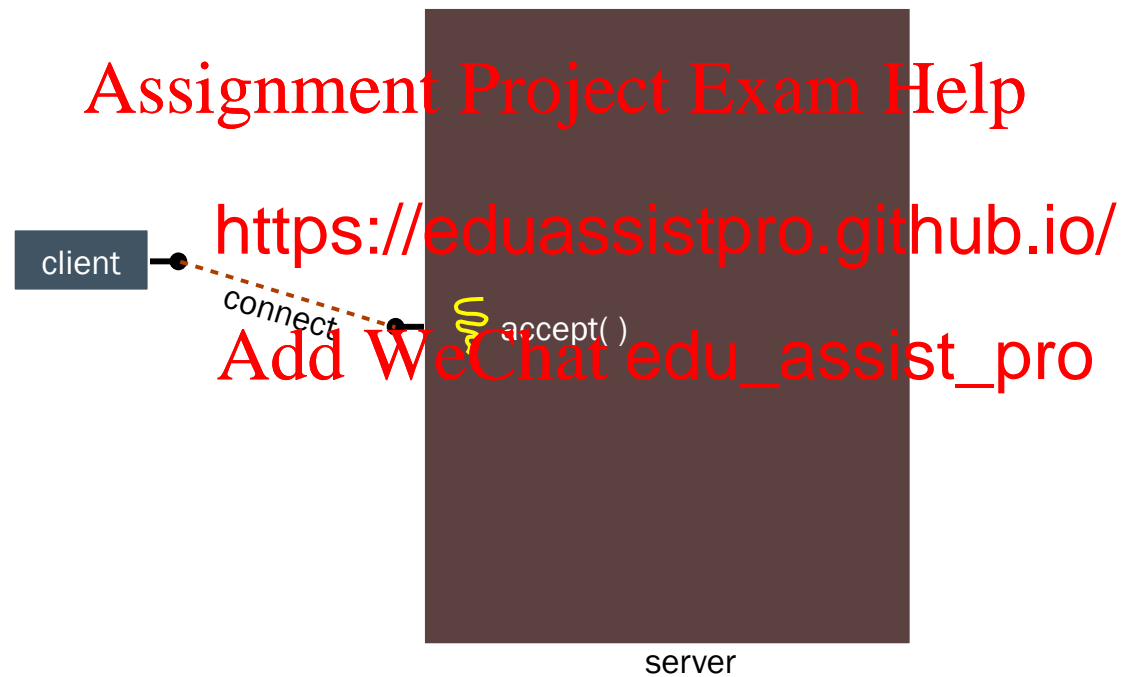 Assignment Project Exam Help
https://eduassistpro.github.io/
client
connect
accept( )
Add WeChat edu_assist_pro
server